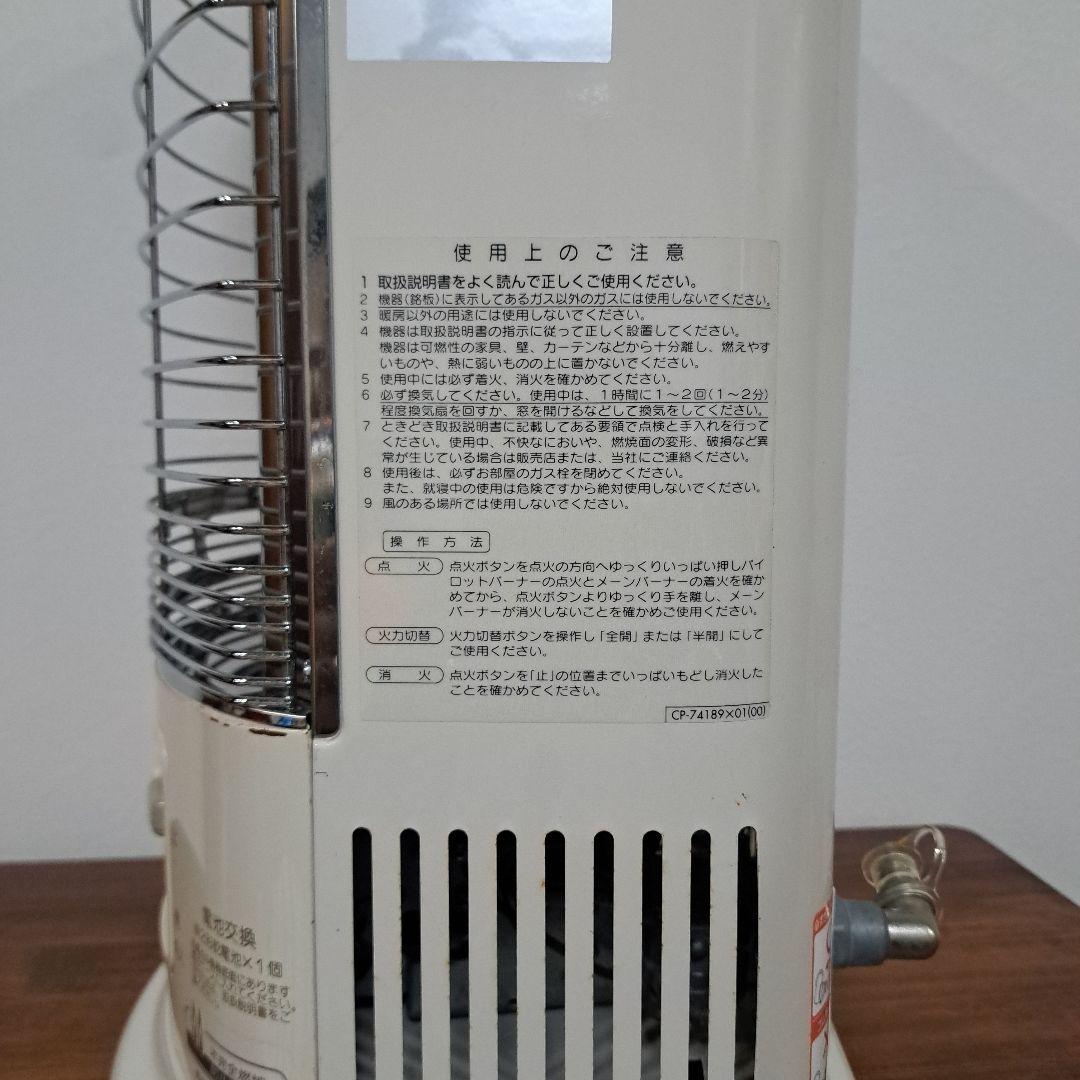 使用上のご注意
1 取扱説明書をよく読んで正しくご使用ください。
2 機器(銘板)に表示してあるガス以外のガスには使用しないでください。
3 暖房以外の用途には使用しないでください。
4 機器は取扱説明書の指示に従って正しく設置してください。
機器は可燃性の家具、壁、カーテンなどから十分離し、燃えやす
いものや、熱に弱いものの上に置かないでください。
5 使用中には必ず着火、消火を確かめてください。
6 必ず換気してください。使用中は、1時間に1〜2回(1〜2分)
程度換気扇を回すか、窓を開けるなどして換気をしてください。
7 ときどき取扱説明書に記載してある要領で点検と手入れを行って
ください。使用中、不快なにおいや、燃焼面の変形、破損など異
常が生じている場合は販売店または、当社にご連絡ください。
8 使用後は、必ずお部屋のガス栓を閉めてください。
また、就寝中の使用は危険ですから絶対使用しないでください。
9 風のある場所では使用しないでください。
操作方法
点火 点火ボタンを点火の方向へゆっくりいっぱい押しパイ
ロットバーナーの点火とメーンバーナーの着火を確か
めてから、点火ボタンよりゆっくり手を離し、メーン
バーナーが消火しないことを確かめご使用ください。
火力切替 火力切替ボタンを操作し「全開」または「半開」にして
ご使用ください。
消火 点火ボタンを「止」の位置まていっぱいもどし消火した
ことを確かめてください。
CP-74189×01(00)
電池交換
乾電池×1個
にあります
てください。
取扱説明書をご
不完全燃焼